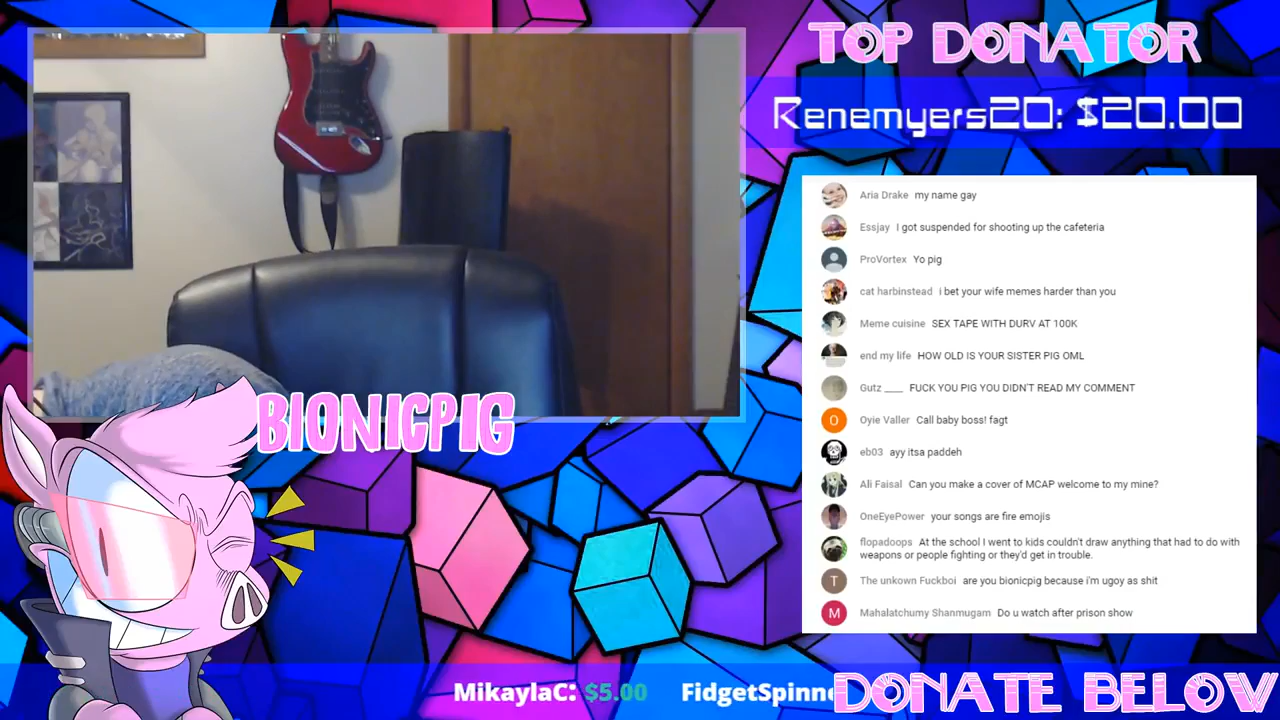 TOP DONATOR
Renemyers20: $20.00
Aria Drake my name gay
Essjay I got suspended for shooting up the cafeteria
ProVortex Yo pig
cat harbinstead i bet your wife memes harder than you
Meme cuisine SEX TAPE WITH DURV AT 100K
end my life HOW OLD IS YOUR SISTER PIG OML
Gutz ____ FUCK YOU PIG YOU DIDN'T READ MY COMMENT
O Oyie Valler Call baby boss! fagt
eb03 ayy itsa paddeh
Ali Faisal Can you make a cover of MCAP welcome to my mine?
OneEyePower your songs are fire emojis
flopadoops At the school I went to kids couldn't draw anything that had to do with
weapons or people fighting or they'd get in trouble.
T The unkown Fuckboi are you bionicpig because i'm ugoy as shit
M Mahalatchumy Shanmugam Do u watch after prison show
BIONICPIG
MikaylaC: $5.00 FidgetSpinne
DONATE BELOW